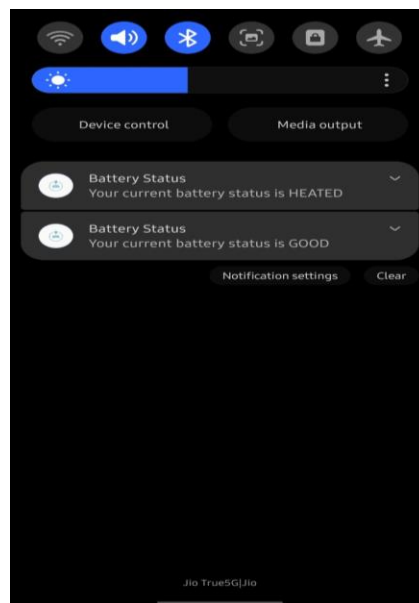 Device control
Media output
Battery Status
Your current battery status is HEATED
Battery Status
Your current battery status is GOOD
Notification settings
Clear
Jio True5G|Jio